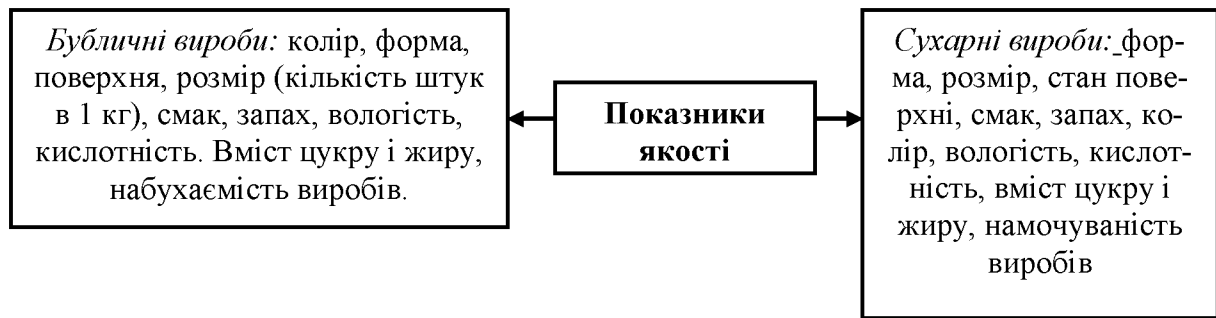 Бубличні вироби: колір, форма,
поверхня, розмір (кількість штук
в 1 кг), смак, запах, вологість,
кислотність. Вміст цукру і жиру,
набухаємість виробів.
Показники
якості
Сухарні вироби: фор-
ма, розмір, стан пове-
рхні, смак, запах, ко-
лір, вологість, кислот-
ність, вміст цукру і
жиру, намочуваність
виробів